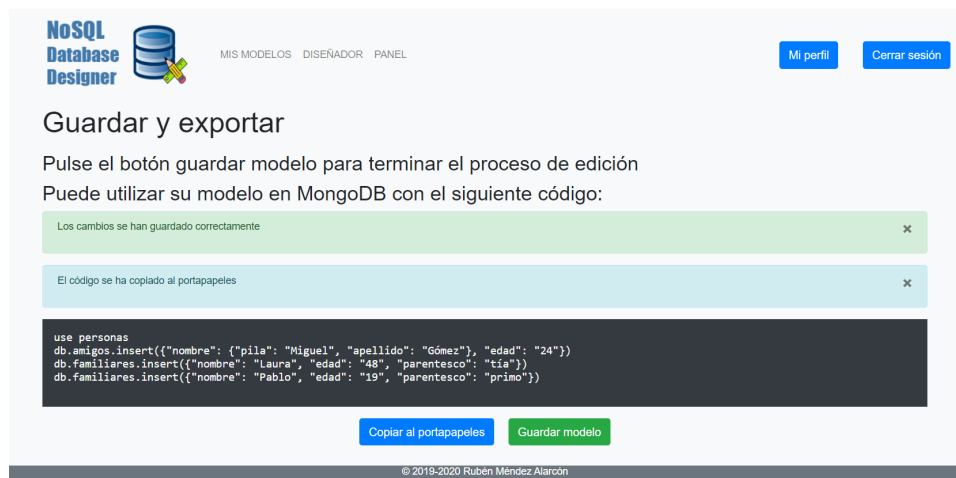 NoSQL
Database
Designer
MIS MODELOS DISEÑADOR PANEL
Mi perfil
Cerrar sesión
Guardar y exportar
Pulse el botón guardar modelo para terminar el proceso de edición
Puede utilizar su modelo en MongoDB con el siguiente código:
Los cambios se han guardado correctamente ×
El código se ha copiado al portapapeles ×
use personas
db.amigos.insert({"nombre": {"pila": "Miguel", "apellido": "Gómez"}, "edad": "24"})
db.familiares.insert({"nombre": "Laura", "edad": "48", "parentesco": "tía"})
db.familiares.insert({"nombre": "Pablo", "edad": "19", "parentesco": "primo"})
Copiar al portapapeles
Guardar modelo
© 2019-2020 Rubén Méndez Alarcón